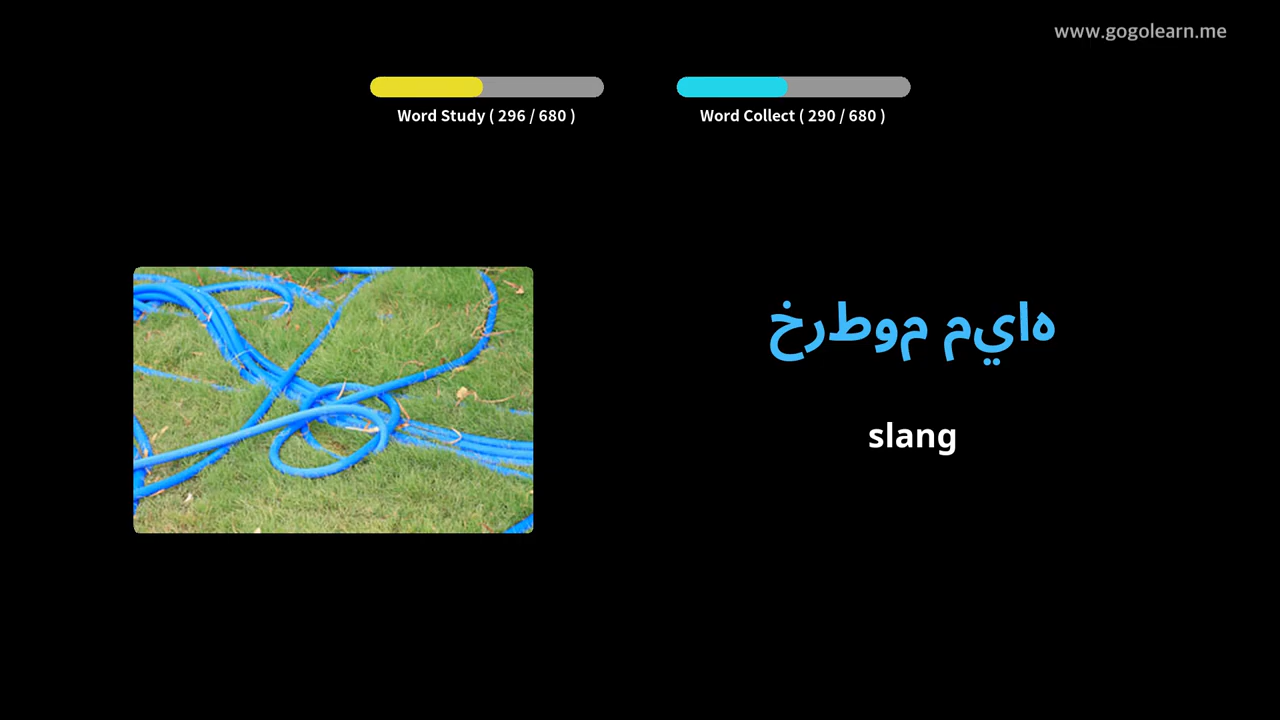 www.gogolearn.me
Word Study ( 296 / 680 )
Word Collect ( 290 / 680 )
خرطوم مياه
slang